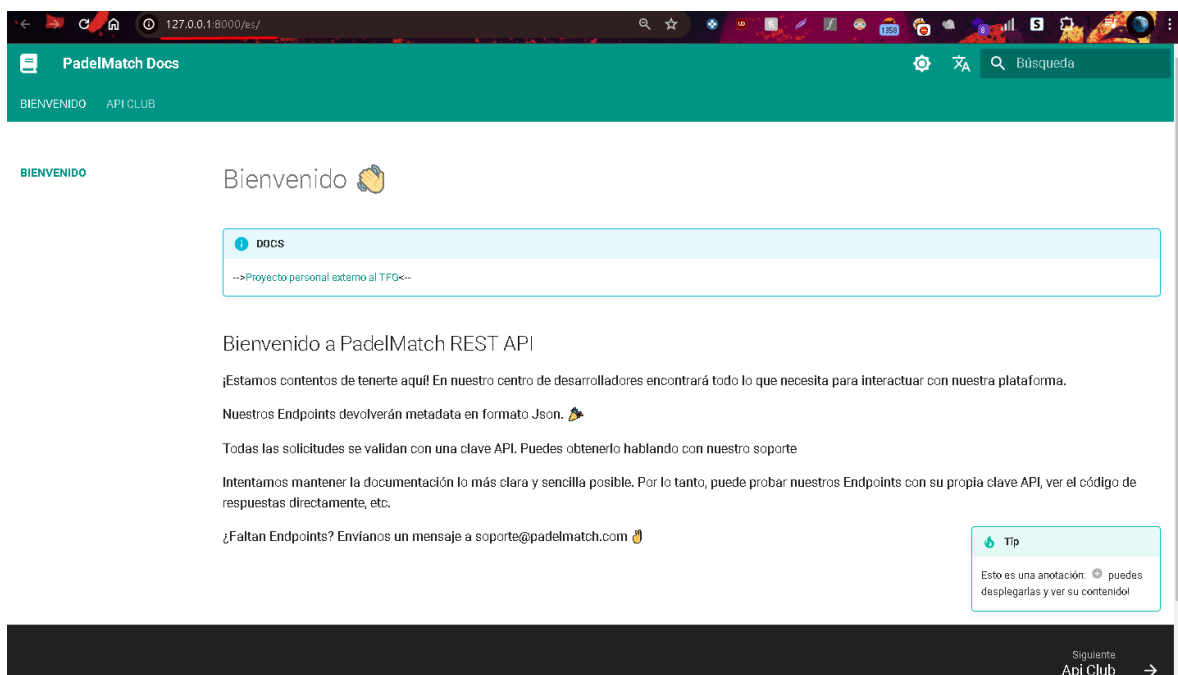 127.0.0.1:8000/es/
1358
8
PadelMatch Docs
Búsqueda
BIENVENIDO API CLUB
BIENVENIDO
Bienvenido 👋
DOCS
-->Proyecto personal externo al TFG<--
Bienvenido a PadelMatch REST API
¡Estamos contentos de tenerte aquí! En nuestro centro de desarrolladores encontrará todo lo que necesita para interactuar con nuestra plataforma.
Nuestros Endpoints devolverán metadata en formato Json. 🎉
Todas las solicitudes se validan con una clave API. Puedes obtenerlo hablando con nuestro soporte
Intentamos mantener la documentación lo más clara y sencilla posible. Por lo tanto, puede probar nuestros Endpoints con su propia clave API, ver el código de
respuestas directamente, etc.
¿Faltan Endpoints? Envíanos un mensaje a soporte@padelmatch.com ✌
Tip
Esto es una anotación: puedes
desplegarlas y ver su contenido!
Siguiente
Api Club